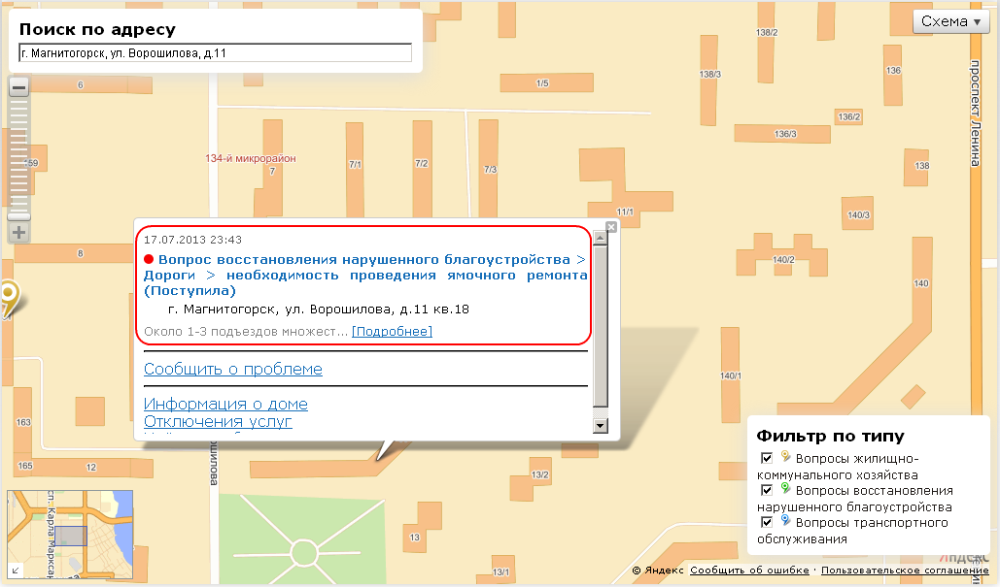 Поиск по адресу
г. Магнитогорск, ул. Ворошилова, д.11
Схема
138/2
6
1/5
138/3
136
проспект Ленина
136/2
136/3
134-й микрорайон
7
7/1
7/2
7/3
159
138
11/1
140/3
17.07.2013 23:43
Вопрос восстановления нарушенного благоустройства >
Дороги > необходимость проведения ямочного ремонта
(Поступила)
г. Магнитогорск, ул. Ворошилова, д.11 кв.18
Около 1-3 подъездов множест... [Подробнее]
8
140/2
140
Сообщить о проблеме
140/1
Информация о доме
Отключения услуг
163
165
12
13/2
Фильтр по типу
Вопросы жилищно-
коммунального хозяйства
Вопросы восстановления
нарушенного благоустройства
Вопросы транспортного
обслуживания
13
13/1
Яндекс
© Яндекс Сообщить об ошибке · Пользовательское соглашение